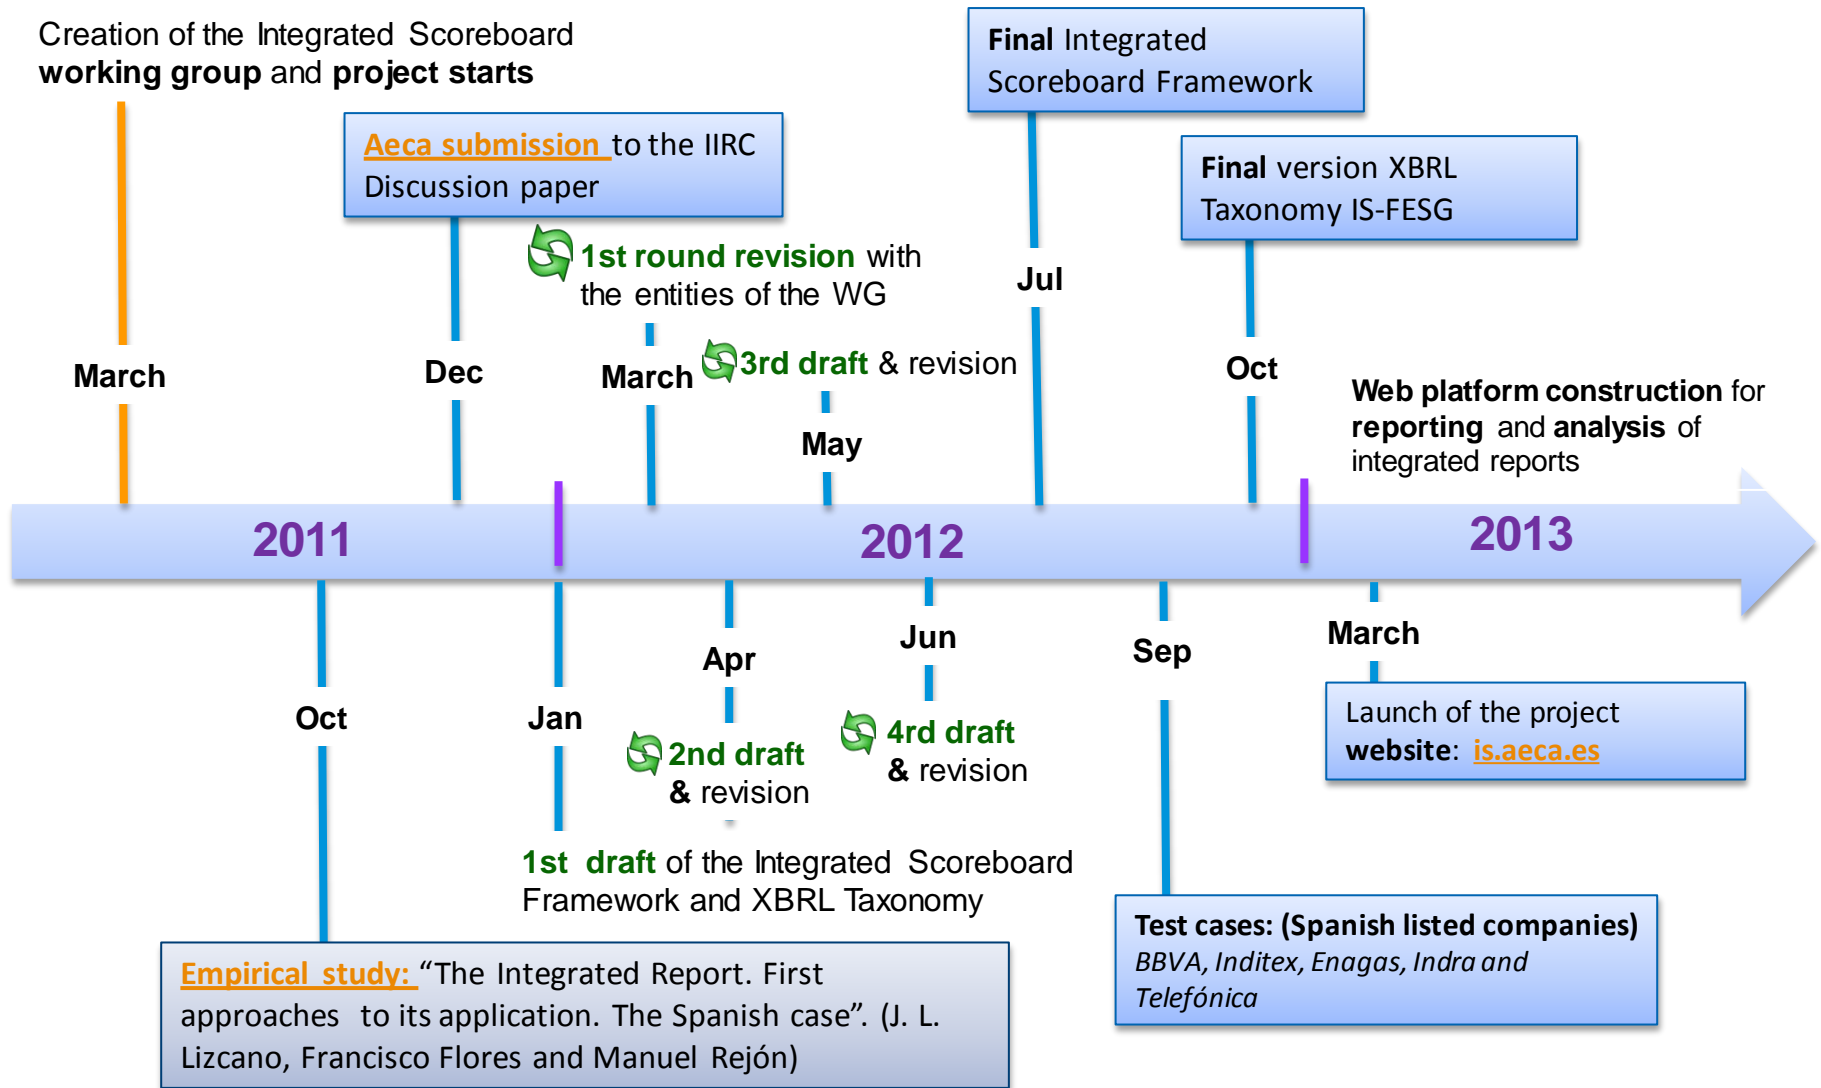 Creation of the Integrated Scoreboard
working group and project starts
March
Aeca submission to the IIRC
Discussion paper
Dec
1st round revision with
the entities of the WG
March
3rd draft & revision
May
Final Integrated
Scoreboard Framework
Jul
Final version XBRL
Taxonomy IS-FESG
Oct
Web platform construction for
reporting and analysis of
integrated reports
2011
2012
2013
Oct
Empirical study: “The Integrated Report. First
approaches to its application. The Spanish case”. (J. L.
Lizcano, Francisco Flores and Manuel Rejón)
Jan
1st draft of the Integrated Scoreboard
Framework and XBRL Taxonomy
Apr
2nd draft
& revision
Jun
4rd draft
& revision
Sep
Test cases: (Spanish listed companies)
BBVA, Inditex, Enagas, Indra and
Telefónica
March
Launch of the project
website: is.aeca.es